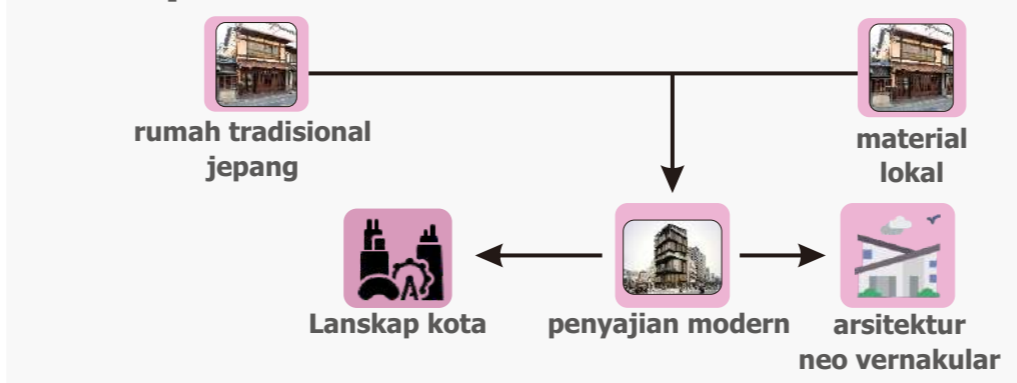 rumah tradisional
jepang
material
lokal
Lanskap kota
penyajian modern
arsitektur
neo vernakular